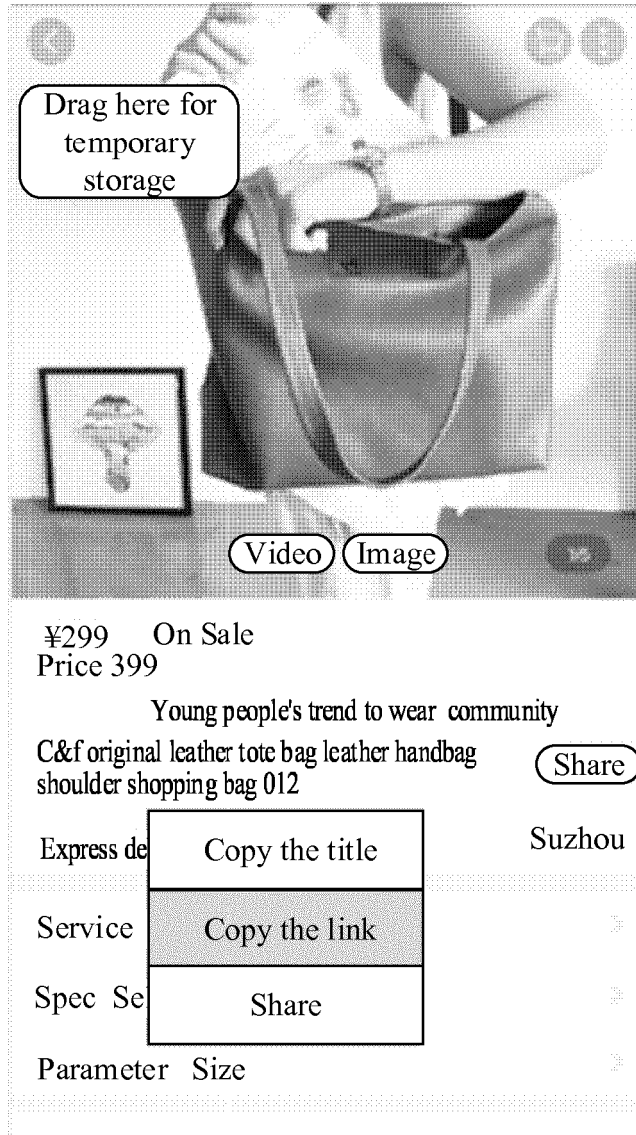 Drag here for
temporary
storage
Video
Image
¥299 On Sale
Price 399
Young people's trend to wear community
C&f original leather tote bag leather handbag
shoulder shopping bag 012
Share
Express de
Suzhou
Copy the title
Service
Copy the link
Spec Se
Share
Parameter Size